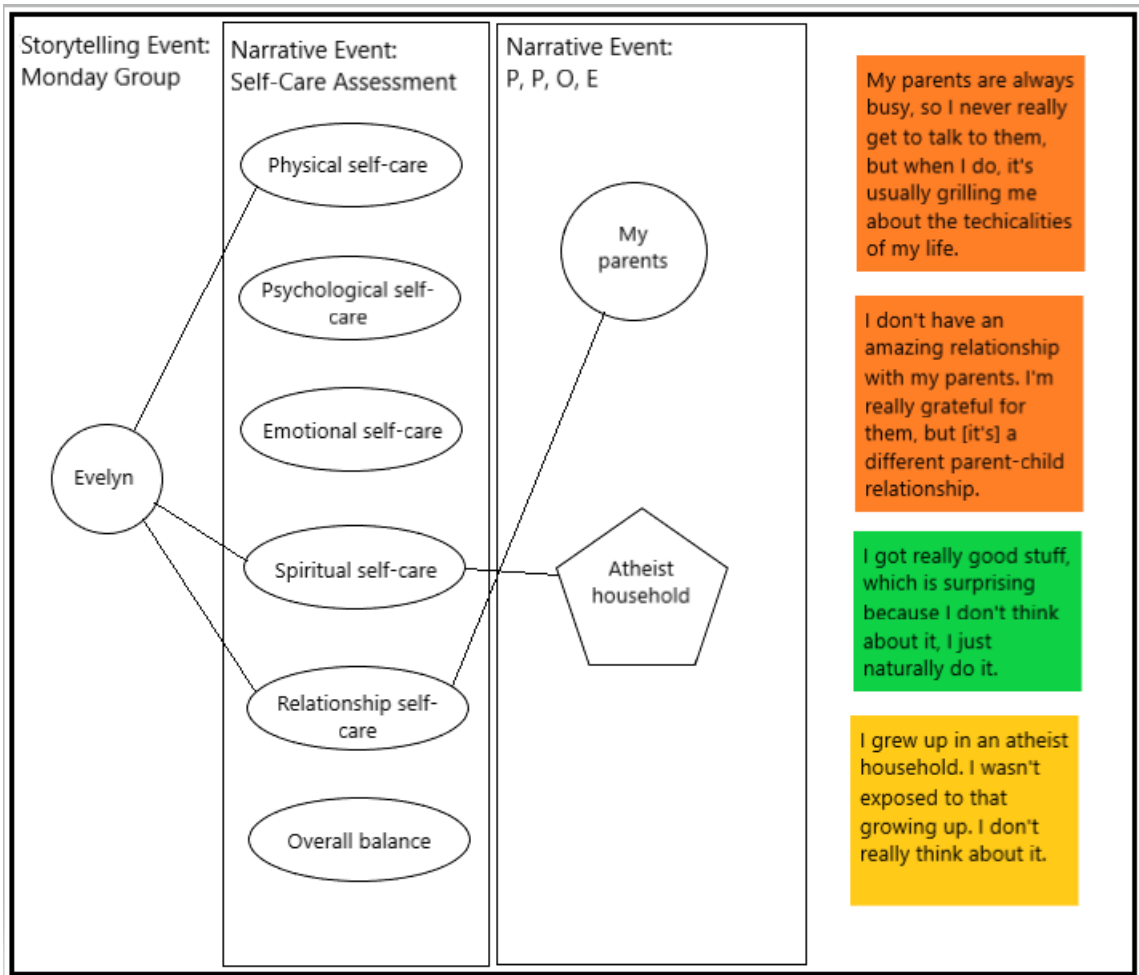 Storytelling Event:
Monday Group
Narrative Event:
Self-Care Assessment
Physical self-care
Psychological self-
care
Emotional self-care
Evelyn
Spiritual self-care
Relationship self-
care
Overall balance
Narrative Event:
P, P, O, E
My
parents
Atheist
household
My parents are always
busy, so I never really
get to talk to them,
but when I do, it's
usually grilling me
about the techicalities
of my life.
I don't have an
amazing relationship
with my parents. I'm
really grateful for
them, but [it's] a
different parent-child
relationship.
I got really good stuff,
which is surprising
because I don't think
about it, I just
naturally do it.
I grew up in an atheist
household. I wasn't
exposed to that
growing up. I don't
really think about it.